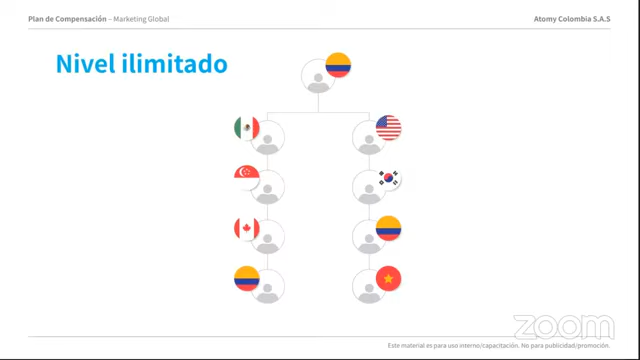 Plan de Compensación – Marketing Global
Atomy Colombia S.A.S
Nivel ilimitado
zoom
Este material es para uso interno/capacitación. No para publicidad/promoción.